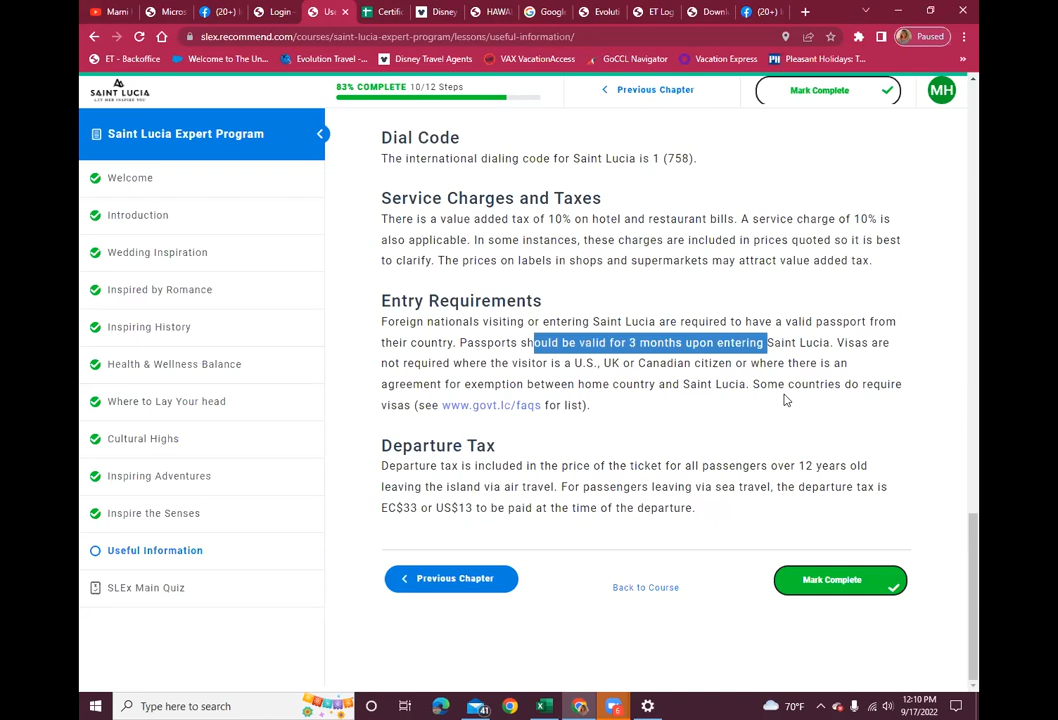 Marni
Micros
(20+)
Login -
Use
Certific
Disney
HAWAI
Google
Evoluti
ET Log
Downl
(20+)
slex.recommend.com/courses/saint-lucia-expert-program/lessons/useful-information/
Paused
ET - Backoffice
Welcome to the Un...
Evolution Travel -...
Disney Travel Agents
VAX VacationAccess
GoCCL Navigator
Vacation Express
Pleasant Holidays: T...
SAINT LUCIA
LET HER INSPIRE YOU
83% COMPLETE 10/12 Steps
Previous Chapter
Mark Complete
MH
Saint Lucia Expert Program
Welcome
Introduction
Wedding Inspiration
Inspired by Romance
Inspiring History
Health & Wellness Balance
Where to Lay Your head
Cultural Highs
Inspiring Adventures
Inspire the Senses
Useful Information
SLEx Main Quiz
Dial Code
The international dialing code for Saint Lucia is 1 (758).
Service Charges and Taxes
There is a value added tax of 10% on hotel and restaurant bills. A service charge of 10% is
also applicable. In some instances, these charges are included in prices quoted so it is best
to clarify. The prices on labels in shops and supermarkets may attract value added tax.
Entry Requirements
Foreign nationals visiting or entering Saint Lucia are required to have a valid passport from
their country. Passports should be valid for 3 months upon entering Saint Lucia. Visas are
not required where the visitor is a U.S., UK or Canadian citizen or where there is an
agreement for exemption between home country and Saint Lucia. Some countries do require
visas (see www.govt.lc/faqs for list).
Departure Tax
Departure tax is included in the price of the ticket for all passengers over 12 years old
leaving the island via air travel. For passengers leaving via sea travel, the departure tax is
EC$33 or US$13 to be paid at the time of the departure.
Previous Chapter
Back to Course
Mark Complete
Type here to search
41
6
70°F
12:10 PM
9/17/2022